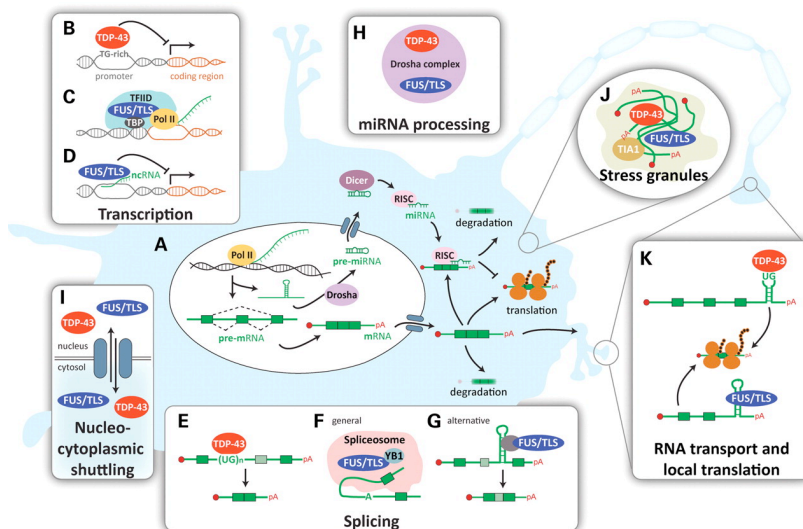 B
TDP-43
TG-rich
promoter
coding region
C
TFIID
FUS/TLS
TBP
Pol II
D
FUS/TLS
ncRNA
Transcription
H
TDP-43
Drosha complex
FUS/TLS
miRNA processing
J
pA
TDP-43
pA
FUS/TLS
TIA1
pA
Stress granules
A
Pol II
Dicer
RISC
miRNA
pre-miRNA
Drosha
pre-mRNA
pA
mRNA
degradation
RISC
pA
translation
pA
degradation
I
FUS/TLS
TDP-43
nucleus
cytosol
FUS/TLS
TDP-43
Nucleo-
cytoplasmic
shuttling
E
TDP-43
(UG)n
pA
pA
F
general
Spliceosome
FUS/TLS
YB1
A
G
alternative
FUS/TLS
pA
pA
Splicing
K
TDP-43
UG
pA
pA
FUS/TLS
pA
RNA transport and
local translation